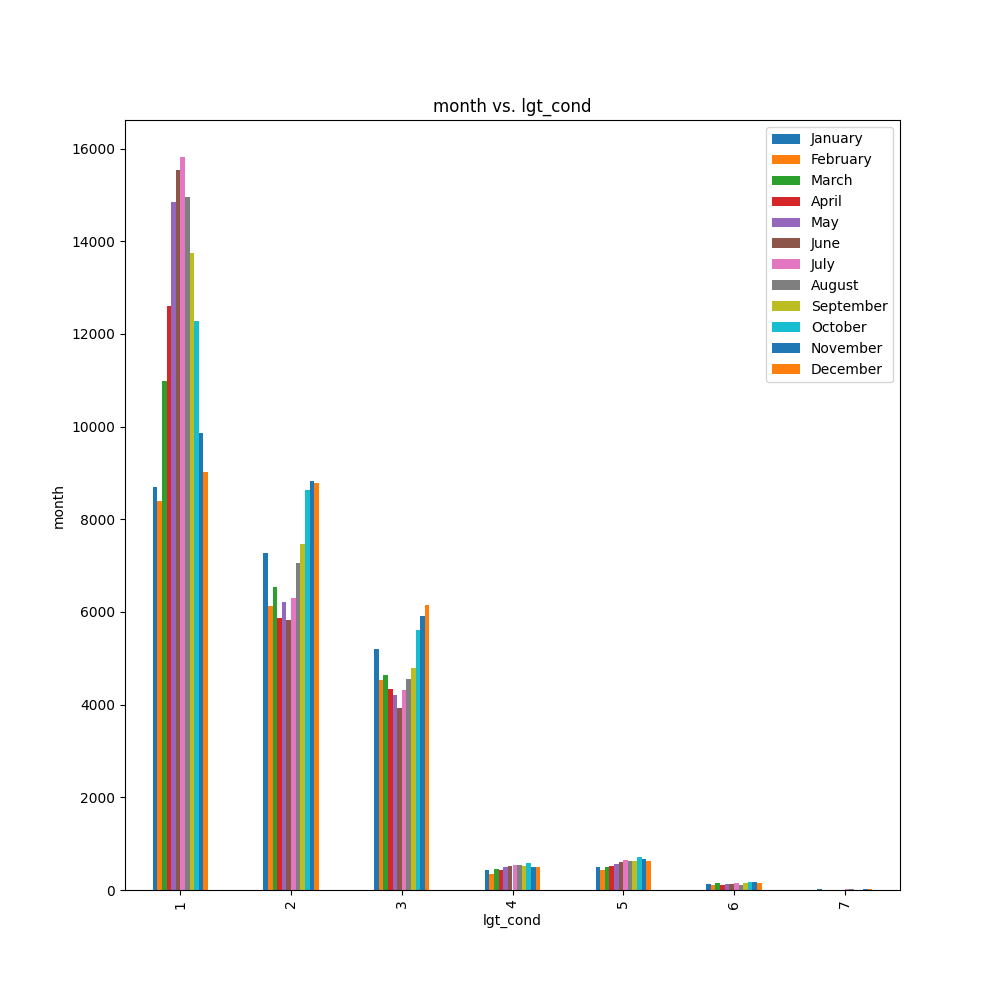 month vs. lgt_cond
January
February
March
April
May
June
July
August
September
October
November
December
16000
14000
12000
10000
8000
6000
4000
2000
0
month
1
2
3
4
5
6
7
lgt_cond